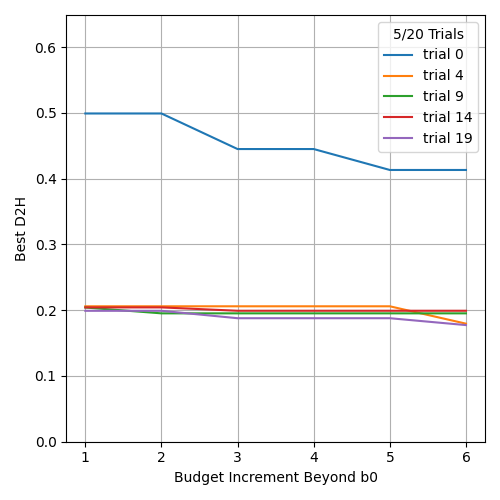 5/20 Trials
trial 0
trial 4
trial 9
trial 14
trial 19
Best D2H
0.6
0.5
0.4
0.3
0.2
0.1
0.0
1 2 3 4 5 6
Budget Increment Beyond b0